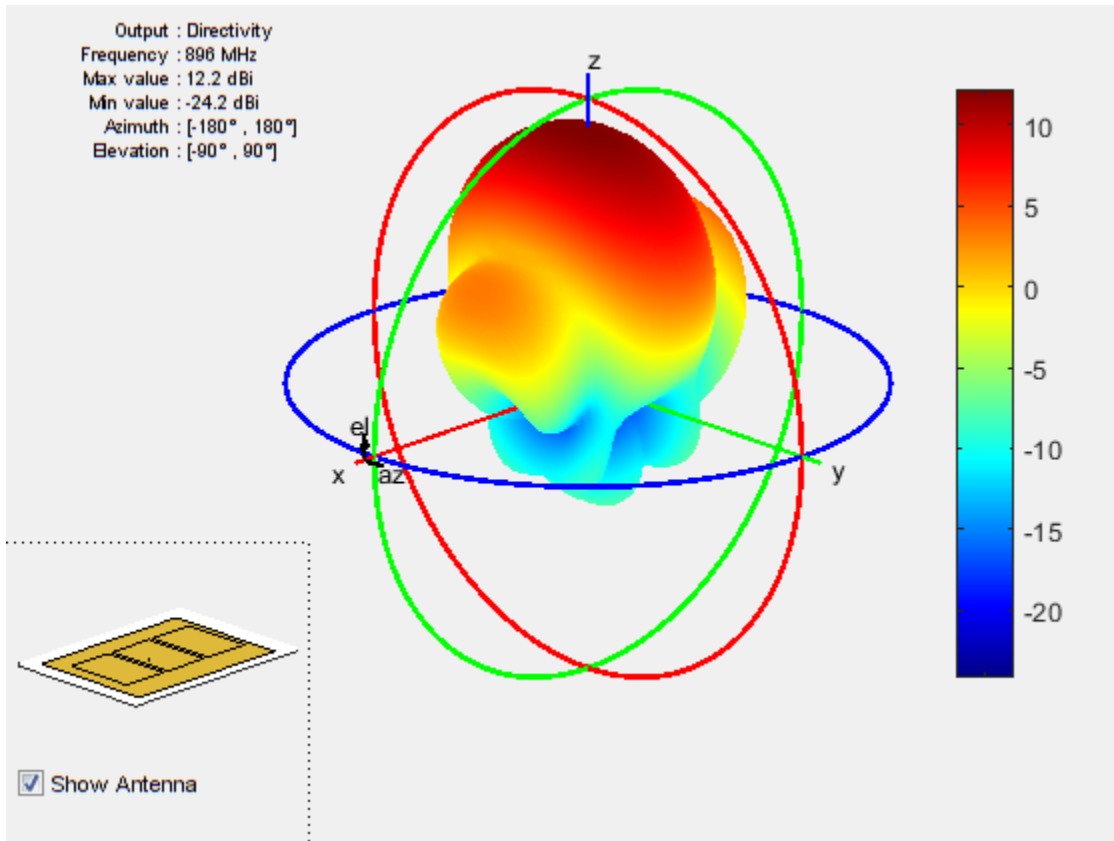 Output : Directivity
Frequency : 896 MHz
Max value : 12.2 dBi
Min value : -24.2 dBi
Azimuth : [-180° , 180°]
Elevation : [-90° , 90°]
z
10
5
0
-5
-10
-15
-20
el
x
az
y
Show Antenna